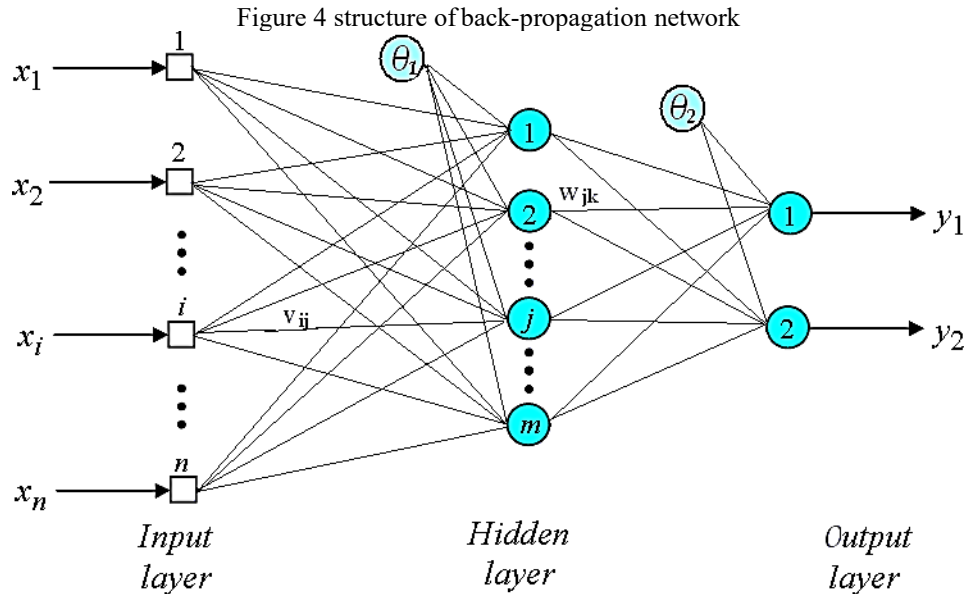 Figure 4 structure of back-propagation network
1
x1
θ1
θ2
1
2
x2
2
wjk
1
y1
i
xi
vij
j
2
y2
m
n
xn
Input
layer
Hidden
layer
Output
layer